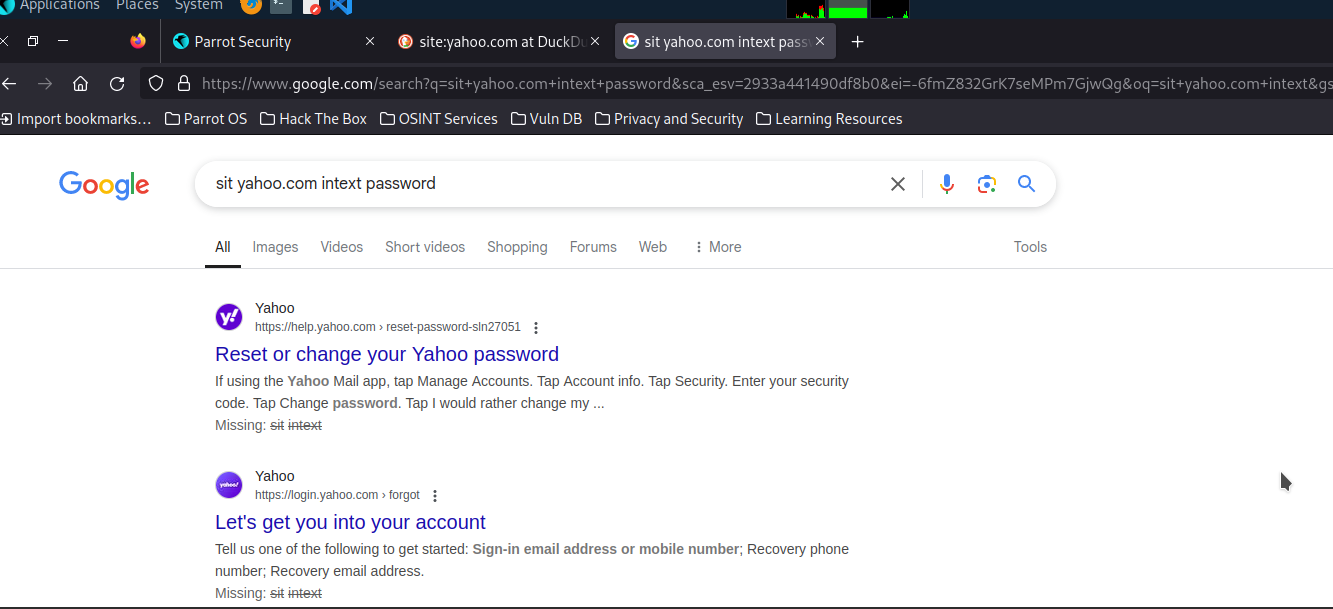 Applications Places System
Parrot Security
site:yahoo.com at DuckDu
sit yahoo.com intext passw
https://www.google.com/search?q=sit+yahoo.com+intext+password&sca_esv=2933a441490df8b0&ei=-6fmZ832GrK7seMPm7GjwQg&oq=sit+yahoo.com+intext&gs
Import bookmarks… Parrot OS Hack The Box OSINT Services Vuln DB Privacy and Security Learning Resources
Google
sit yahoo.com intext password
All Images Videos Short videos Shopping Forums Web More Tools
Yahoo
https://help.yahoo.com › reset-password-sln27051
Reset or change your Yahoo password
If using the Yahoo Mail app, tap Manage Accounts. Tap Account info. Tap Security. Enter your security
code. Tap Change password. Tap I would rather change my ...
Missing: sit intext
Yahoo
https://login.yahoo.com › forgot
Let's get you into your account
Tell us one of the following to get started: Sign-in email address or mobile number; Recovery phone
number; Recovery email address.
Missing: sit intext